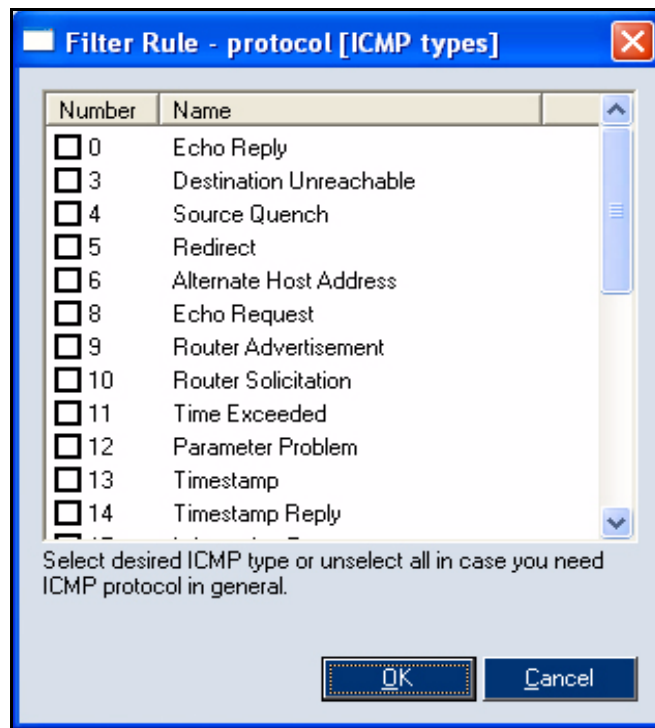 Filter Rule - protocol [ICMP types]
Number Name
0 Echo Reply
3 Destination Unreachable
4 Source Quench
5 Redirect
6 Alternate Host Address
8 Echo Request
9 Router Advertisement
10 Router Solicitation
11 Time Exceeded
12 Parameter Problem
13 Timestamp
14 Timestamp Reply
Select desired ICMP type or unselect all in case you need
ICMP protocol in general.
OK Cancel